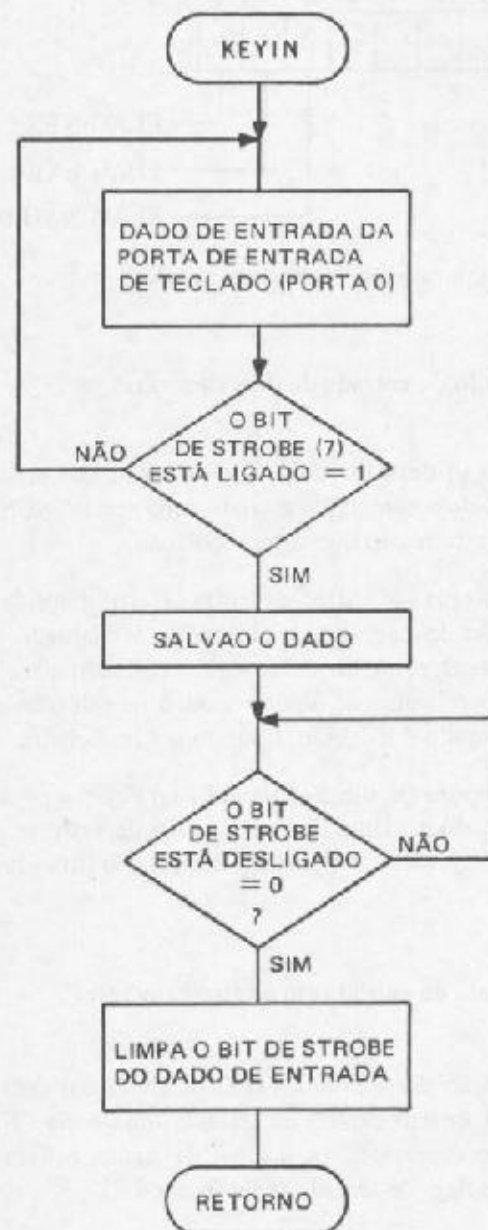 KEYIN
DADO DE ENTRADA DA
PORTA DE ENTRADA
DE TECLADO (PORTA 0)
O BIT
DE STROBE (7)
ESTÁ LIGADO = 1
NÃO
SIM
SALVAO O DADO
O BIT
DE STROBE
ESTÁ DESLIGADO
= 0
?
NÃO
SIM
LIMPA O BIT DE STROBE
DO DADO DE ENTRADA
RETORNO